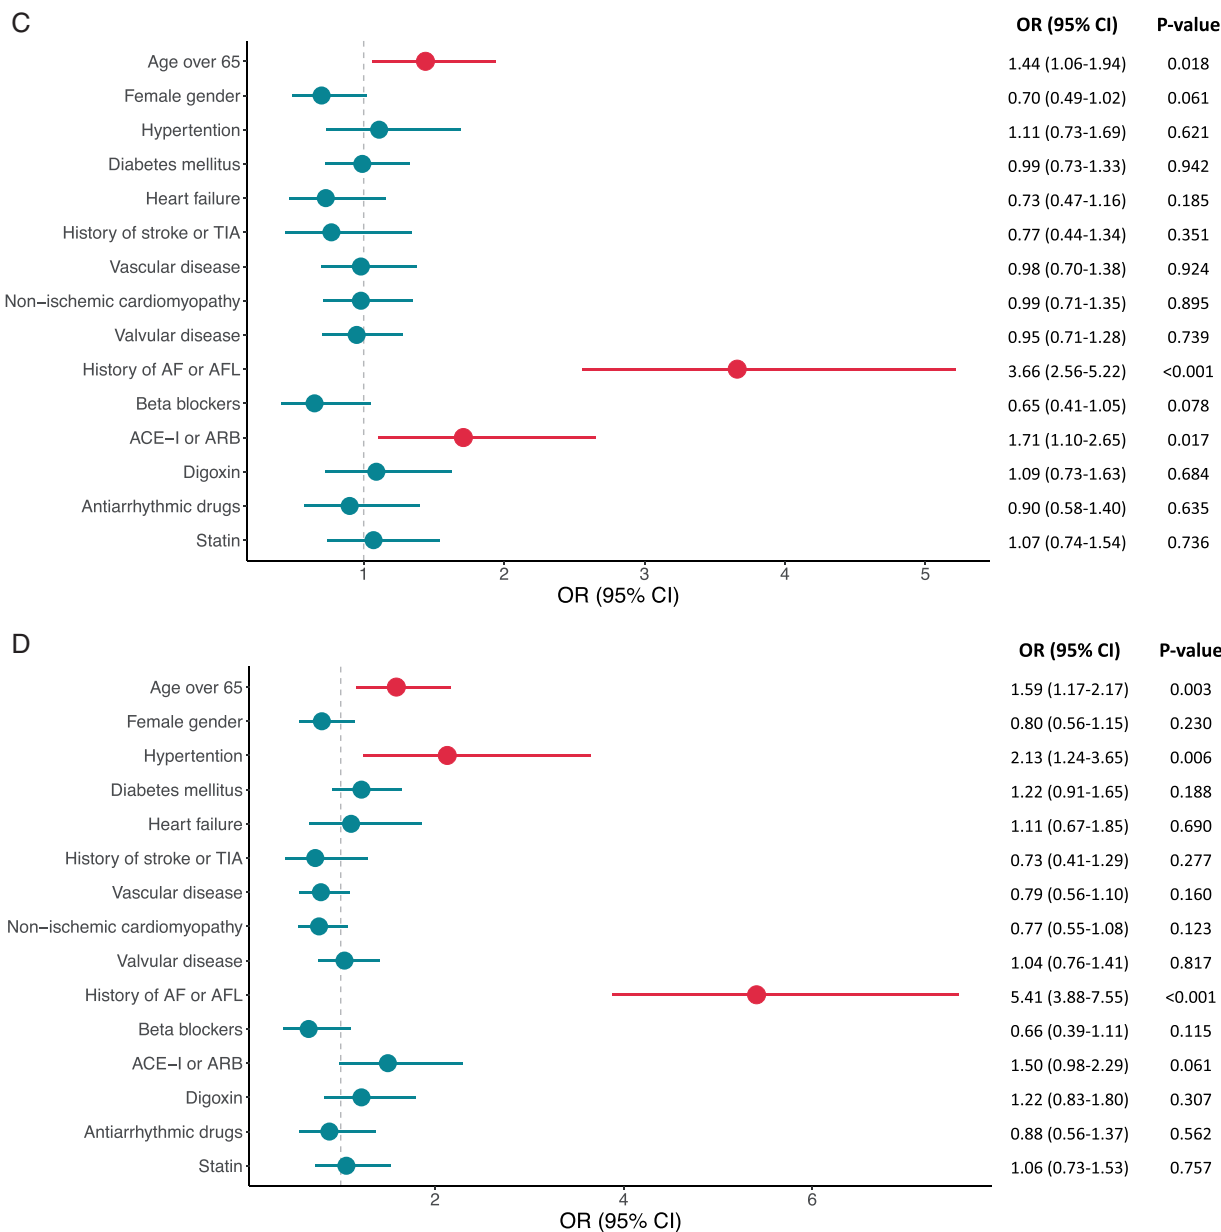 C
OR (95% CI) P-value
Age over 65 1.44 (1.06-1.94) 0.018
Female gender 0.70 (0.49-1.02) 0.061
Hypertention 1.11 (0.73-1.69) 0.621
Diabetes mellitus 0.99 (0.73-1.33) 0.942
Heart failure 0.73 (0.47-1.16) 0.185
History of stroke or TIA 0.77 (0.44-1.34) 0.351
Vascular disease 0.98 (0.70-1.38) 0.924
Non−ischemic cardiomyopathy 0.99 (0.71-1.35) 0.895
Valvular disease 0.95 (0.71-1.28) 0.739
History of AF or AFL 3.66 (2.56-5.22) <0.001
Beta blockers 0.65 (0.41-1.05) 0.078
ACE−I or ARB 1.71 (1.10-2.65) 0.017
Digoxin 1.09 (0.73-1.63) 0.684
Antiarrhythmic drugs 0.90 (0.58-1.40) 0.635
Statin 1.07 (0.74-1.54) 0.736
1 2 3 4 5
OR (95% CI)
D
OR (95% CI) P-value
Age over 65 1.59 (1.17-2.17) 0.003
Female gender 0.80 (0.56-1.15) 0.230
Hypertention 2.13 (1.24-3.65) 0.006
Diabetes mellitus 1.22 (0.91-1.65) 0.188
Heart failure 1.11 (0.67-1.85) 0.690
History of stroke or TIA 0.73 (0.41-1.29) 0.277
Vascular disease 0.79 (0.56-1.10) 0.160
Non−ischemic cardiomyopathy 0.77 (0.55-1.08) 0.123
Valvular disease 1.04 (0.76-1.41) 0.817
History of AF or AFL 5.41 (3.88-7.55) <0.001
Beta blockers 0.66 (0.39-1.11) 0.115
ACE−I or ARB 1.50 (0.98-2.29) 0.061
Digoxin 1.22 (0.83-1.80) 0.307
Antiarrhythmic drugs 0.88 (0.56-1.37) 0.562
Statin 1.06 (0.73-1.53) 0.757
2 4 6
OR (95% CI)